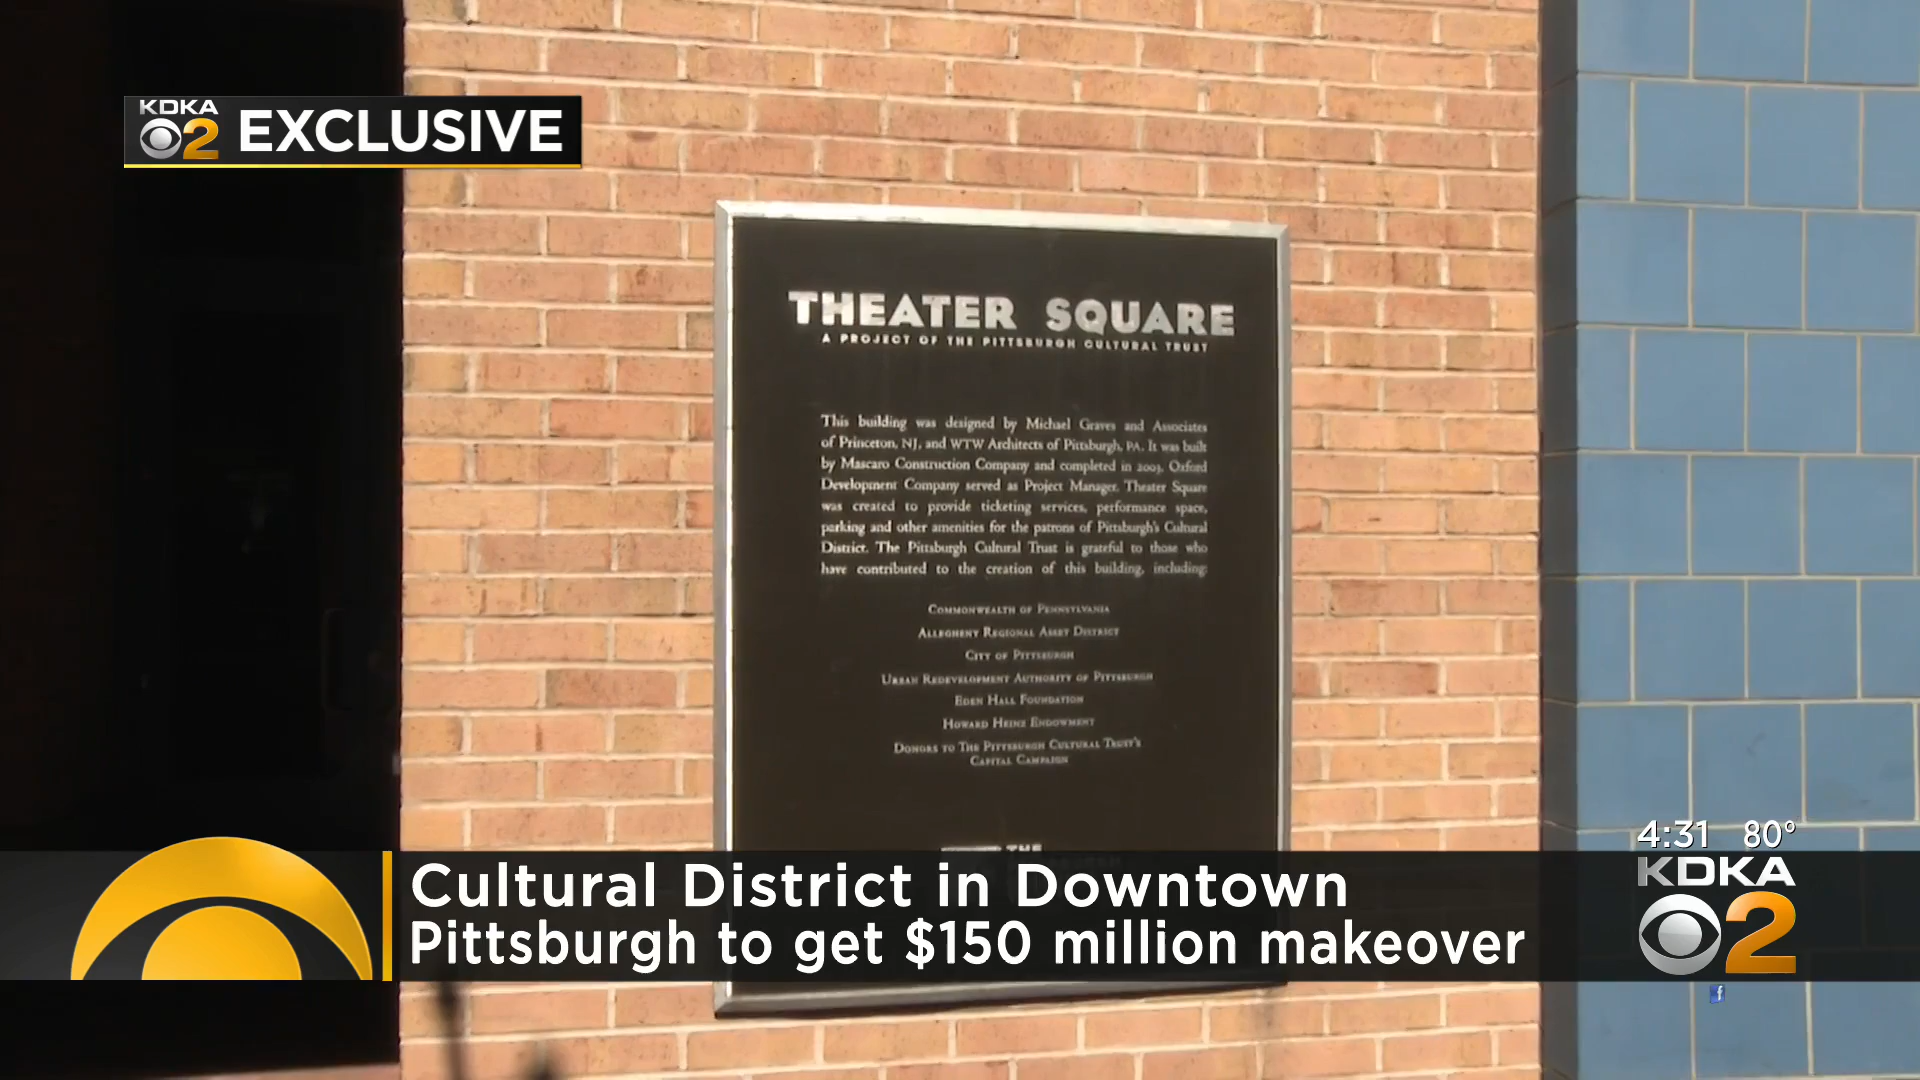 KDKA
2 EXCLUSIVE
THEATER SQUARE
A PROJECT OF THE PITTSBURGH CULTURAL TRUST
This building was designed by Michael Graves and Associates
of Princeton, NJ, and WTW Architects of Pittsburgh, PA. It was built
by Mascaro Construction Company and completed in 2003. Oxford
Development Company served as Project Manager. Theater Square
was created to provide ticketing services, performance space,
parking and other amenities for the patrons of Pittsburgh's Cultural
District. The Pittsburgh Cultural Trust is grateful to those who
have contributed to the creation of this building, including:
COMMONWEALTH OF PENNSYLVANIA
ALLEGHENY REGIONAL ASSET DISTRICT
CITY OF PITTSBURGH
URBAN REDEVELOPMENT AUTHORITY OF PITTSBURGH
EDEN HALL FOUNDATION
HOWARD HEINZ ENDOWMENT
DONORS TO THE PITTSBURGH CULTURAL TRUST'S
CAPITAL CAMPAIGN
THE
4:31 80°
Cultural District in Downtown
Pittsburgh to get $150 million makeover
KDKA
2
f